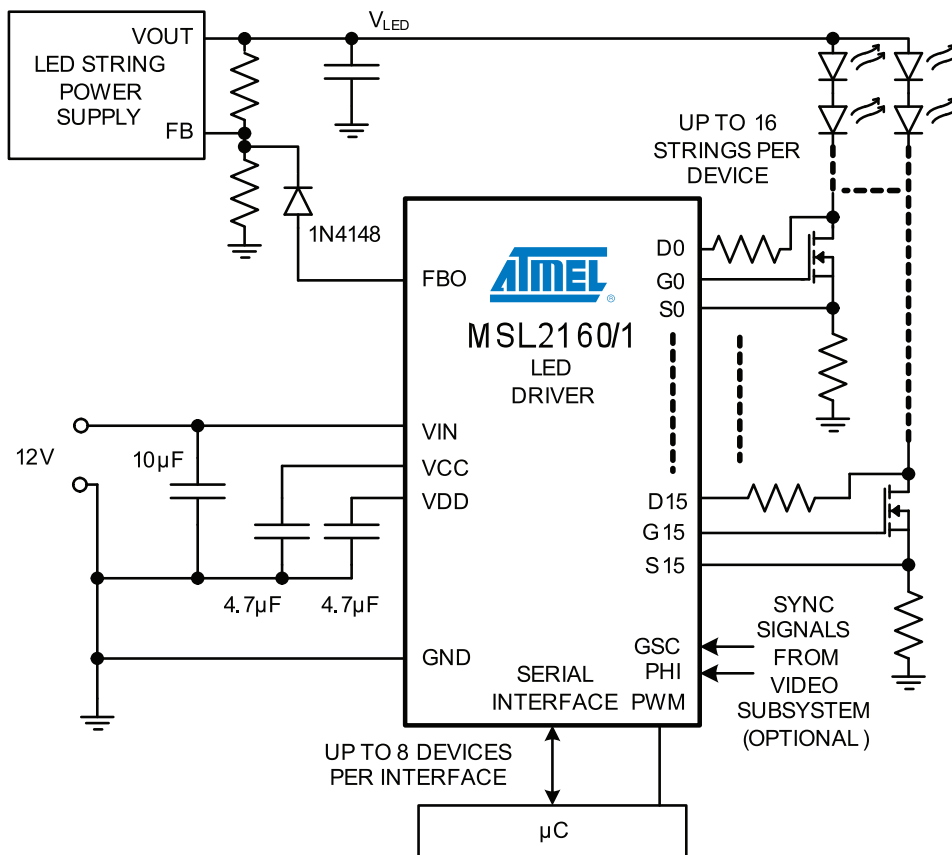 VOUT
LED STRING
POWER
SUPPLY
FB
VLED
UP TO 16
STRINGS PER
DEVICE
1N4148
FBO
ATMEL
®
MSL2160/1
LED
DRIVER
D0
G0
S0
12V
10µF
VIN
VCC
VDD
4.7µF
4.7µF
GND
D15
G15
S15
GSC
PHI
PWM
SERIAL
INTERFACE
SYNC
SIGNALS
FROM
VIDEO
SUBSYSTEM
(OPTIONAL)
UP TO 8 DEVICES
PER INTERFACE
µC